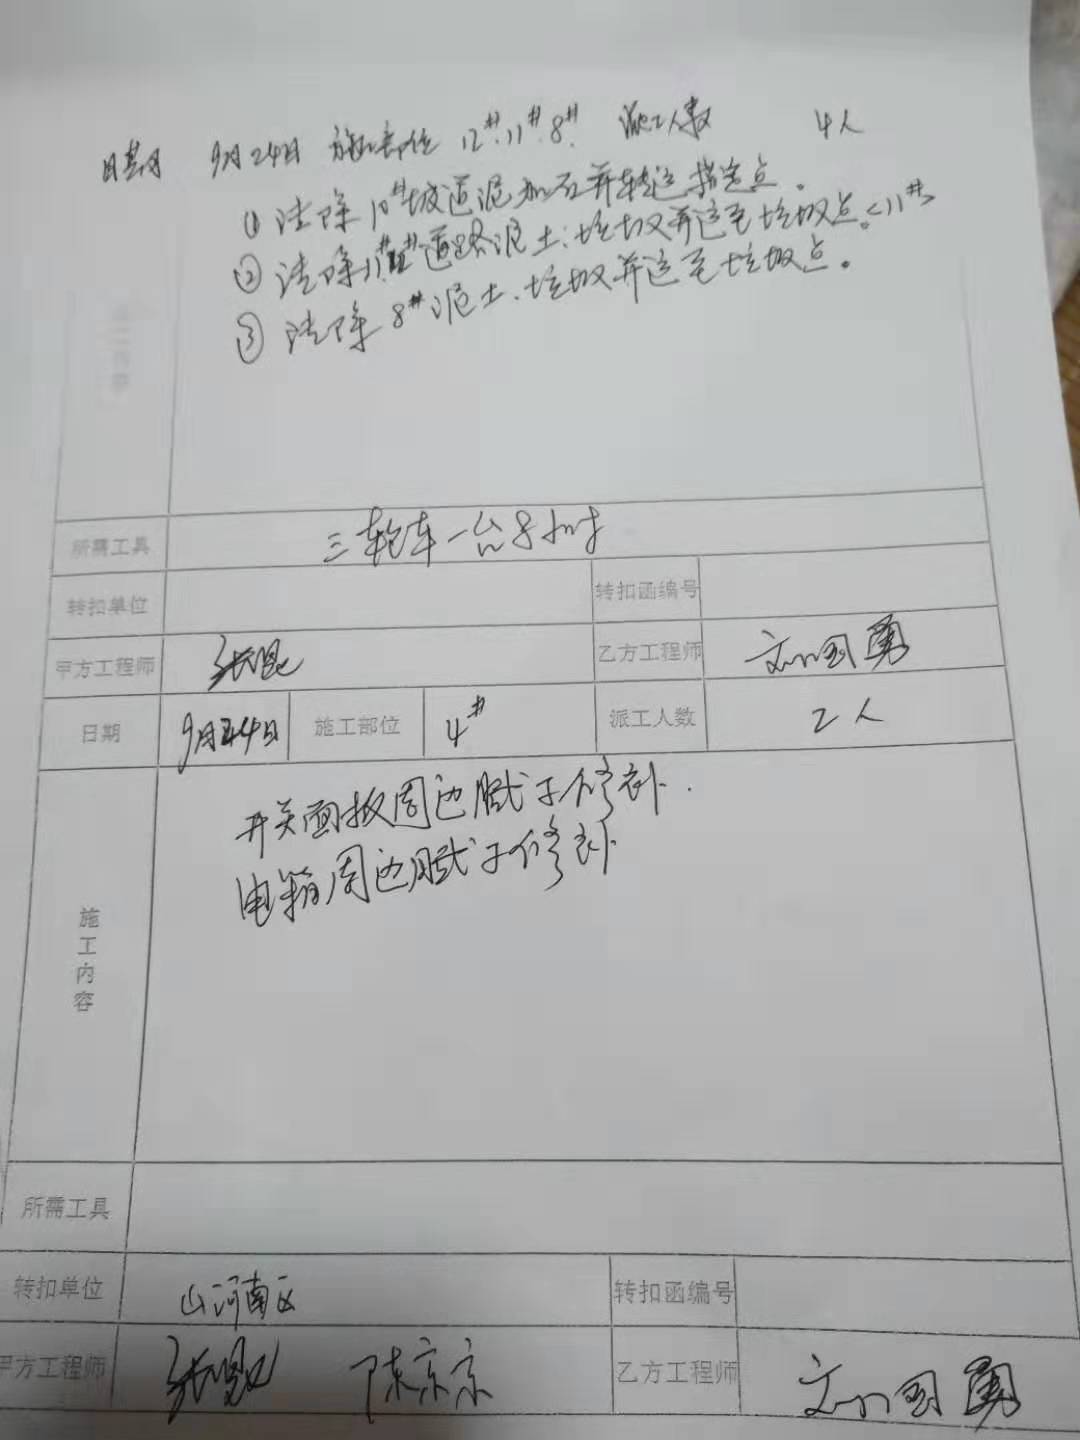 日期 9月24日 施工部位 12#.11#.8# 派工人数 4人
① 清除10#坡道泥加石并转运指定点。
② 清除11#12#道路泥土、垃圾并运至垃圾点。<11#>
③ 清除8#泥土、垃圾并运至垃圾点。
所需工具 三轮车一台8小时
转扣单位 转扣函编号
甲方工程师 张昆 乙方工程师 刘国勇
日期 9月24日 施工部位 4# 派工人数 2人
施工内容
开关面板周边腻子修补.
电箱周边腻子修补
所需工具
转扣单位 山河南区 转扣函编号
甲方工程师 张昆 陈京京 乙方工程师 刘国勇